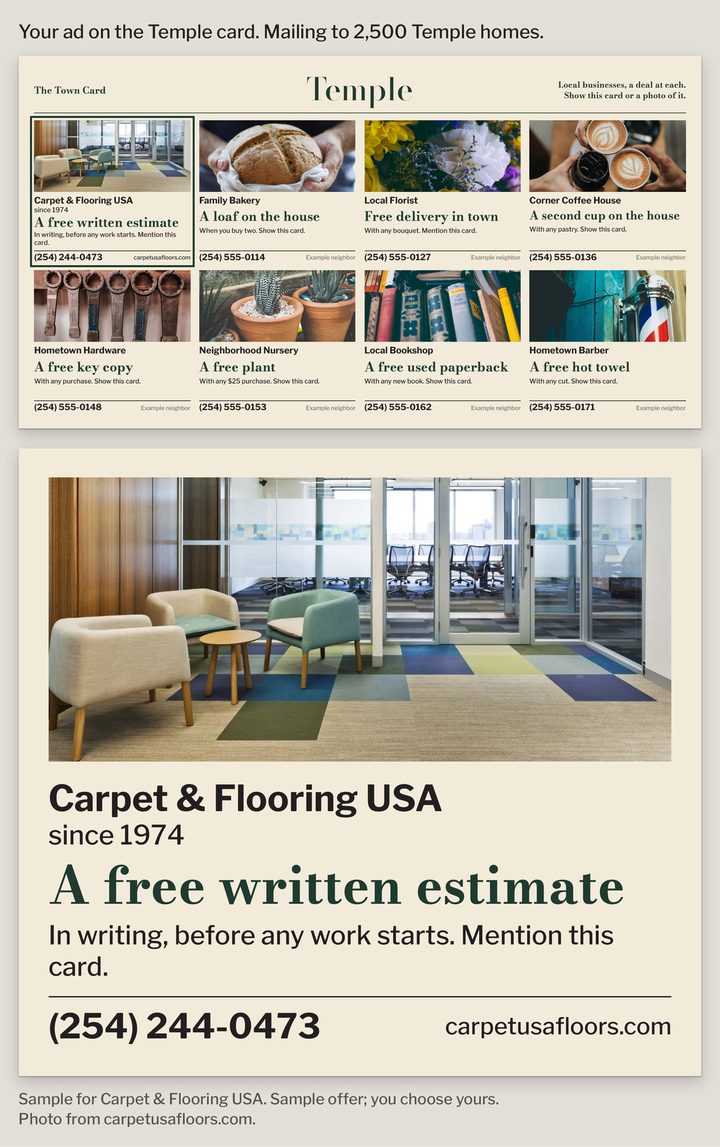 Your ad on the Temple card. Mailing to 2,500 Temple homes.
The Town Card
Temple
Local businesses, a deal at each.
Show this card or a photo of it.
Carpet & Flooring USA
since 1974
A free written estimate
In writing, before any work starts. Mention this
card.
(254) 244-0473
carpetusafloors.com
Family Bakery
A loaf on the house
When you buy two. Show this card.
(254) 555-0114
Example neighbor
Local Florist
Free delivery in town
With any bouquet. Mention this card.
(254) 555-0127
Example neighbor
Corner Coffee House
A second cup on the house
With any pastry. Show this card.
(254) 555-0136
Example neighbor
Hometown Hardware
A free key copy
With any purchase. Show this card.
(254) 555-0148
Example neighbor
Neighborhood Nursery
A free plant
With any $25 purchase. Show this card.
(254) 555-0153
Example neighbor
Local Bookshop
A free used paperback
With any new book. Show this card.
(254) 555-0162
Example neighbor
Hometown Barber
A free hot towel
With any cut. Show this card.
(254) 555-0171
Example neighbor
Carpet & Flooring USA
since 1974
A free written estimate
In writing, before any work starts. Mention this
card.
(254) 244-0473
carpetusafloors.com
Sample for Carpet & Flooring USA. Sample offer; you choose yours.
Photo from carpetusafloors.com.